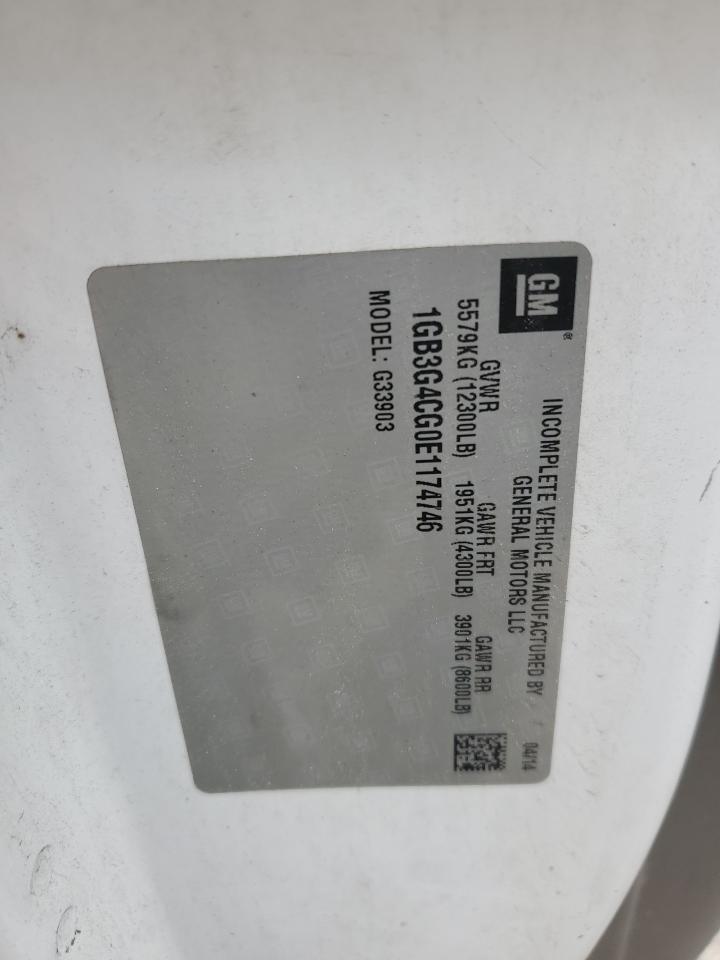 GM®
INCOMPLETE VEHICLE MANUFACTURED BY
GENERAL MOTORS LLC
04/14
GVWR GAWR FRT GAWR RR
5579KG (12300LB) 1951KG (4300LB) 3901KG (8600LB)
1GB3G4CG0E1174746
MODEL: G33903